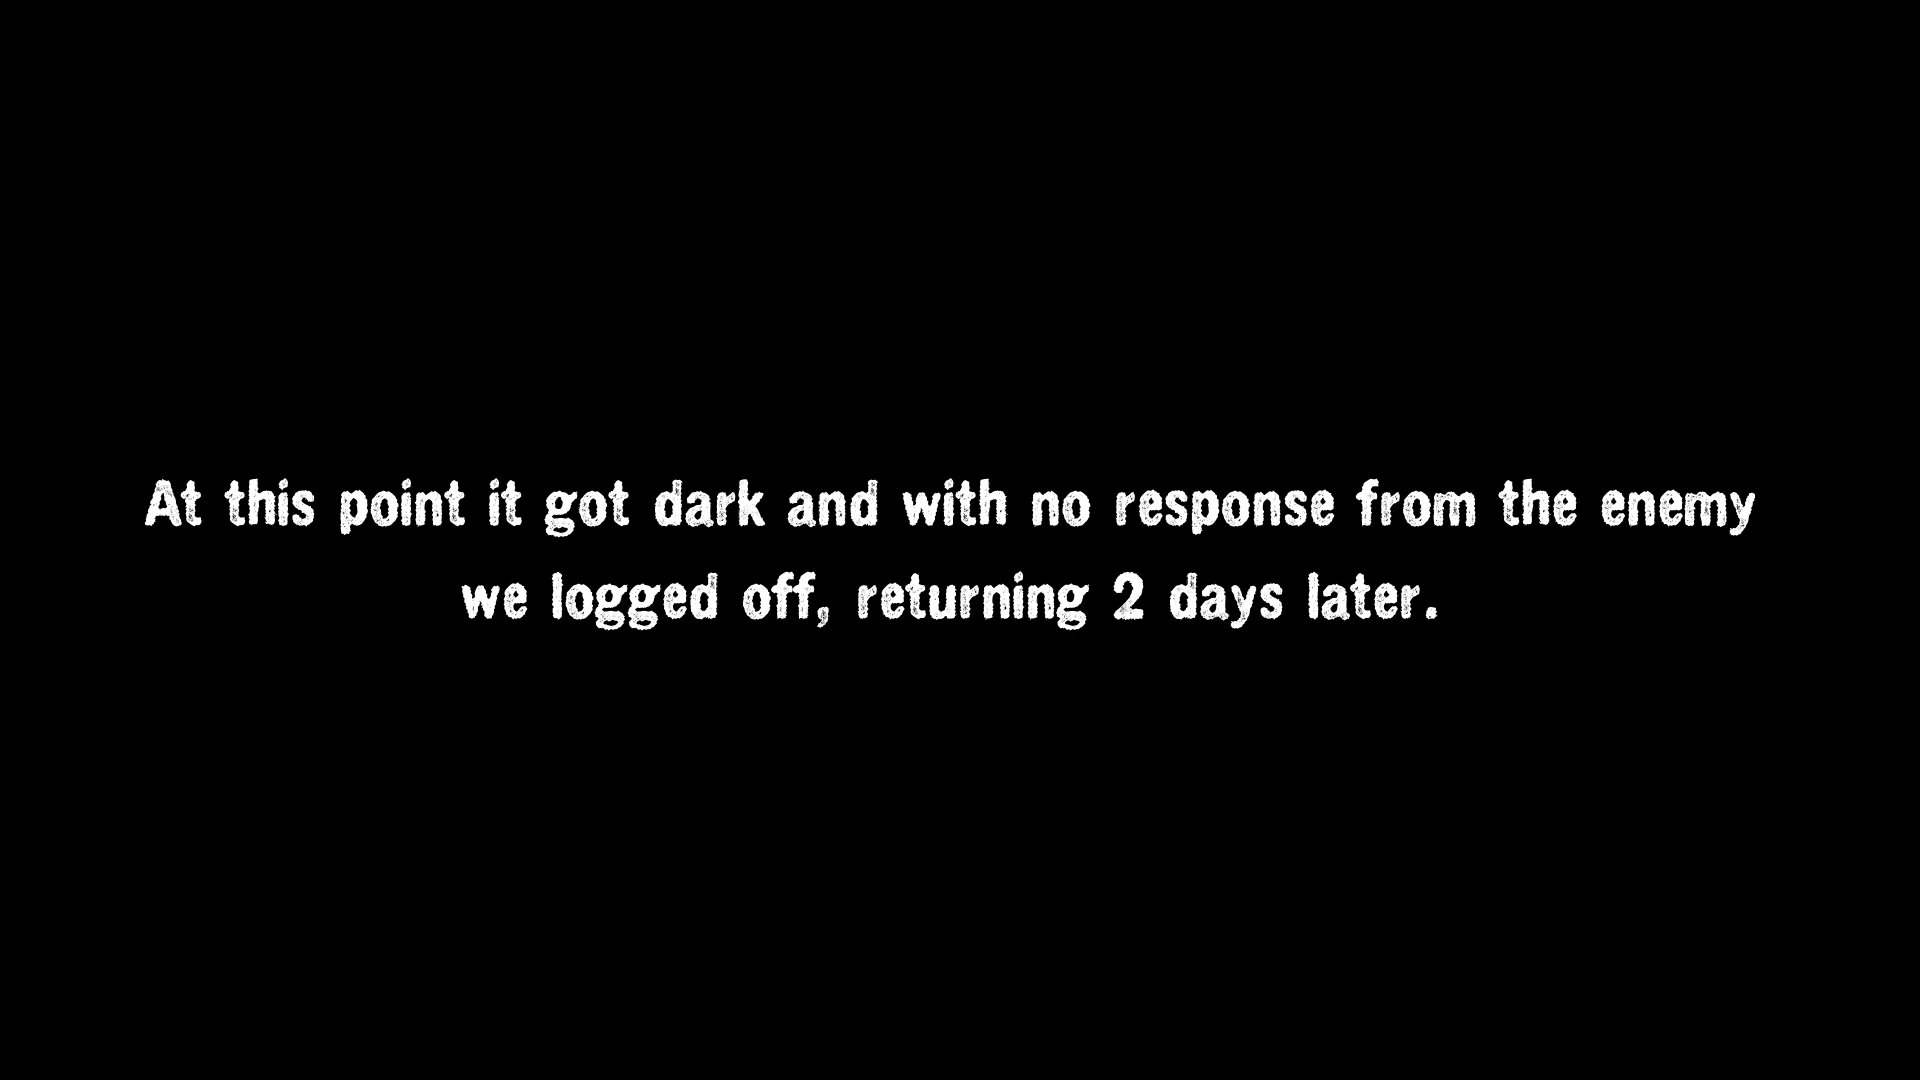 At this point it got dark and with no response from the enemy
we logged off, returning 2 days later.